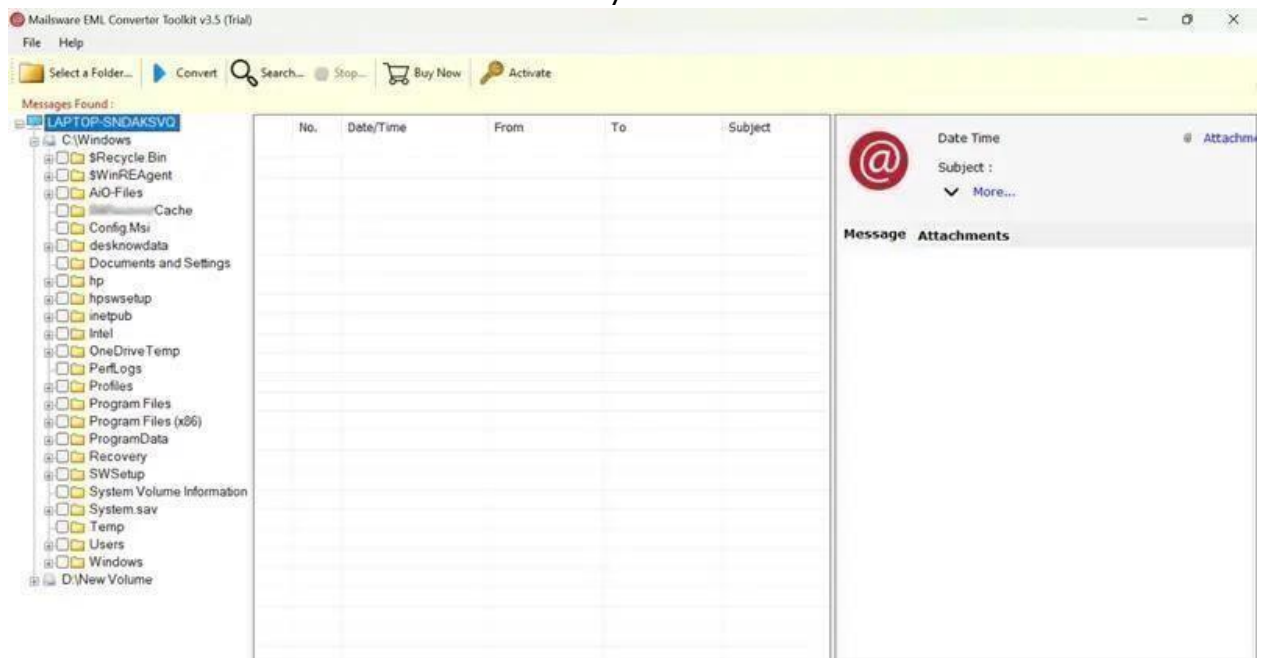 Mailsware EML Converter Toolkit v3.5 (Trial)
File Help
Select a Folder... Convert Search... Stop... Buy Now Activate
Messages Found :
LAPTOP-SNDAKSVQ
C:\Windows
$Recycle.Bin
$WinREAgent
AiO-Files
Cache
Config.Msi
desknowdata
Documents and Settings
hp
hpswsetup
inetpub
Intel
OneDriveTemp
PerfLogs
Profiles
Program Files
Program Files (x86)
ProgramData
Recovery
SWSetup
System Volume Information
System.sav
Temp
Users
Windows
D:\New Volume
No. Date/Time From To Subject
Date Time
Subject :
More...
Attachme
Message Attachments